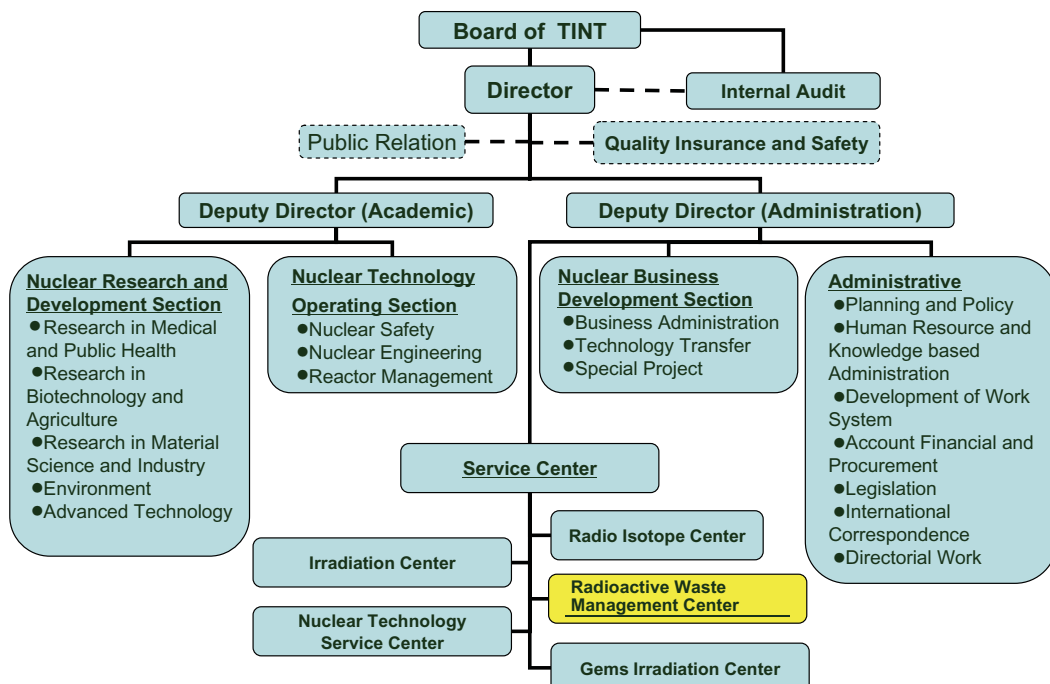 Board of TINT
Director
Internal Audit
Public Relation
Quality Insurance and Safety
Deputy Director (Academic)
Deputy Director (Administration)
Nuclear Research and
Development Section
●Research in Medical
and Public Health
●Research in
Biotechnology and
Agriculture
●Research in Material
Science and Industry
●Environment
●Advanced Technology
Nuclear Technology
Operating Section
●Nuclear Safety
●Nuclear Engineering
●Reactor Management
Nuclear Business
Development Section
●Business Administration
●Technology Transfer
●Special Project
Administrative
●Planning and Policy
●Human Resource and
Knowledge based
Administration
●Development of Work
System
●Account Financial and
Procurement
●Legislation
●International
Correspondence
●Directorial Work
Service Center
Radio Isotope Center
Irradiation Center
Radioactive Waste
Management Center
Nuclear Technology
Service Center
Gems Irradiation Center